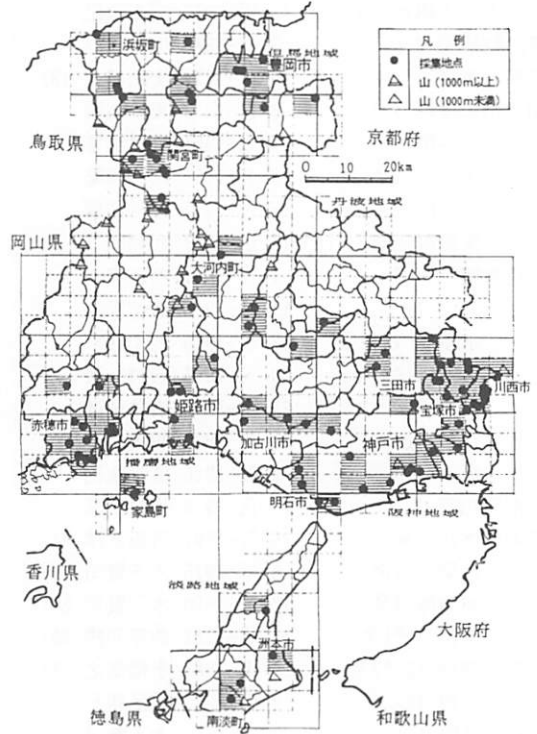 浜坂町
但馬地域
豊岡市
凡 例
採集地点
山 (1000m以上)
山 (1000m未満)
鳥取県
関宮町
京都府
0 10 20km
丹波地域
岡山県
大河内町
三田市
川西市
姫路市
宝塚市
赤穂市
加古川市
神戸市
播磨地域
家島町
明石市
阪神地域
香川県
淡路地域
洲本市
大阪府
徳島県
南淡町
和歌山県